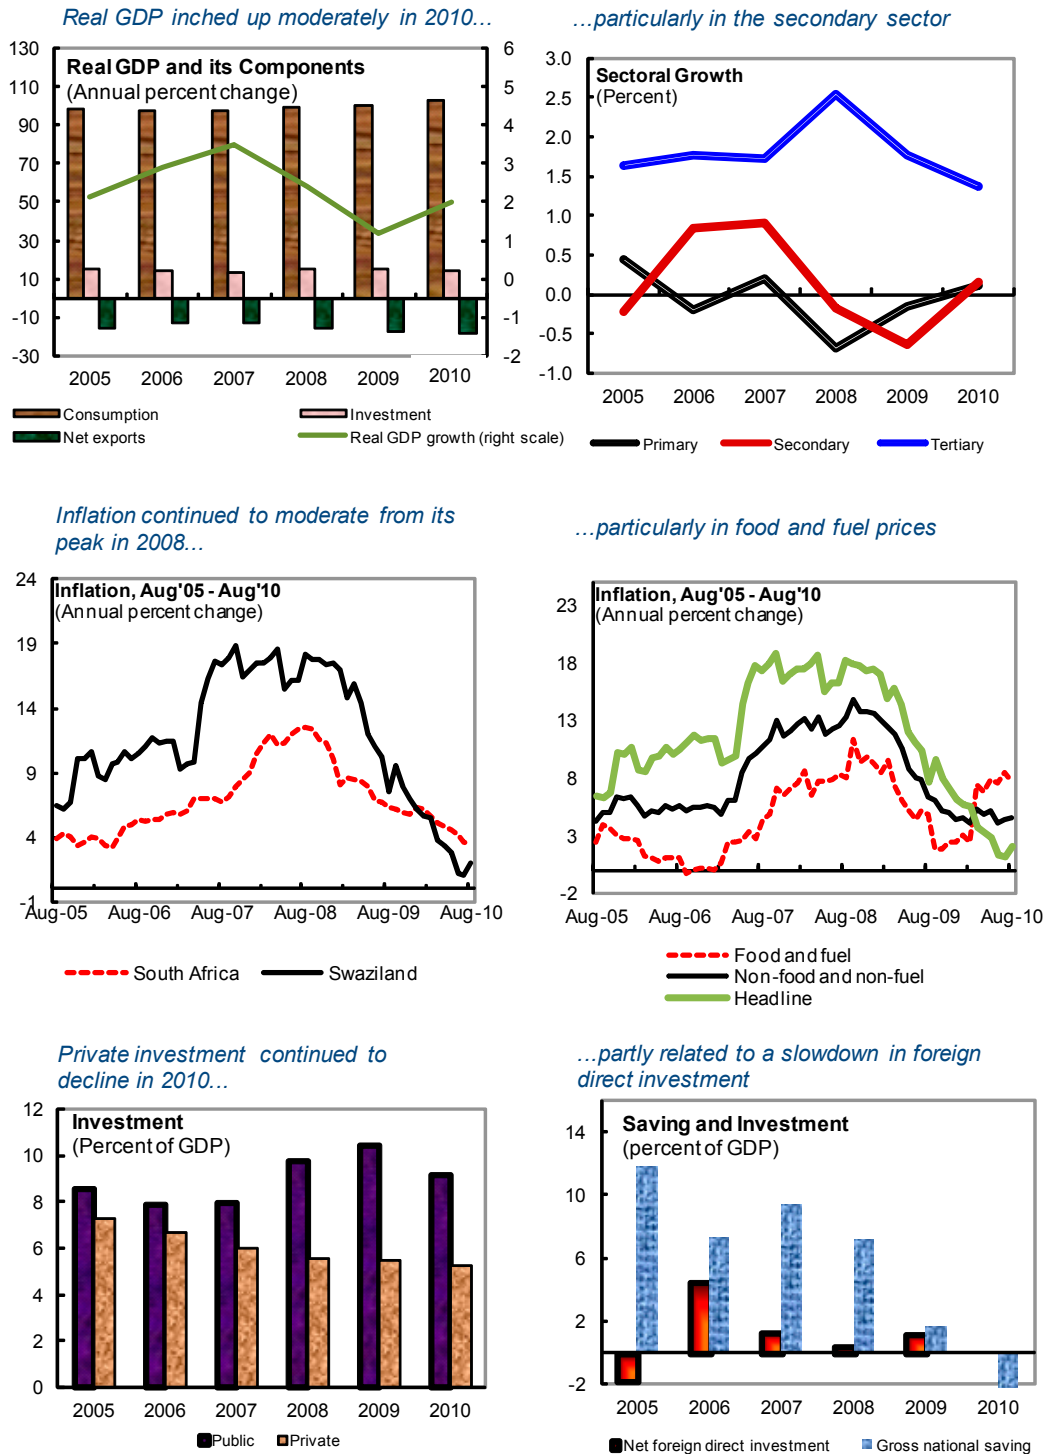 Real GDP inched up moderately in 2010...
Real GDP and its Components
(Annual percent change)
130
110
90
70
50
30
10
-10
-30
6
5
4
3
2
1
0
-1
-2
2005 2006 2007 2008 2009 2010
Consumption Investment
Net exports Real GDP growth (right scale)
...particularly in the secondary sector
Sectoral Growth
(Percent)
3.0
2.5
2.0
1.5
1.0
0.5
0.0
-0.5
-1.0
2005 2006 2007 2008 2009 2010
Primary Secondary Tertiary
Inflation continued to moderate from its
peak in 2008...
Inflation, Aug'05 - Aug'10
(Annual percent change)
24
19
14
9
4
-1
Aug-05 Aug-06 Aug-07 Aug-08 Aug-09 Aug-10
South Africa Swaziland
...particularly in food and fuel prices
Inflation, Aug'05 - Aug'10
(Annual percent change)
23
18
13
8
3
-2
Aug-05 Aug-06 Aug-07 Aug-08 Aug-09 Aug-10
Food and fuel
Non-food and non-fuel
Headline
Private investment continued to
decline in 2010...
Investment
(Percent of GDP)
12
10
8
6
4
2
0
2005 2006 2007 2008 2009 2010
Public Private
...partly related to a slowdown in foreign
direct investment
Saving and Investment
(percent of GDP)
14
10
6
2
-2
2005 2006 2007 2008 2009 2010
Net foreign direct investment Gross national saving